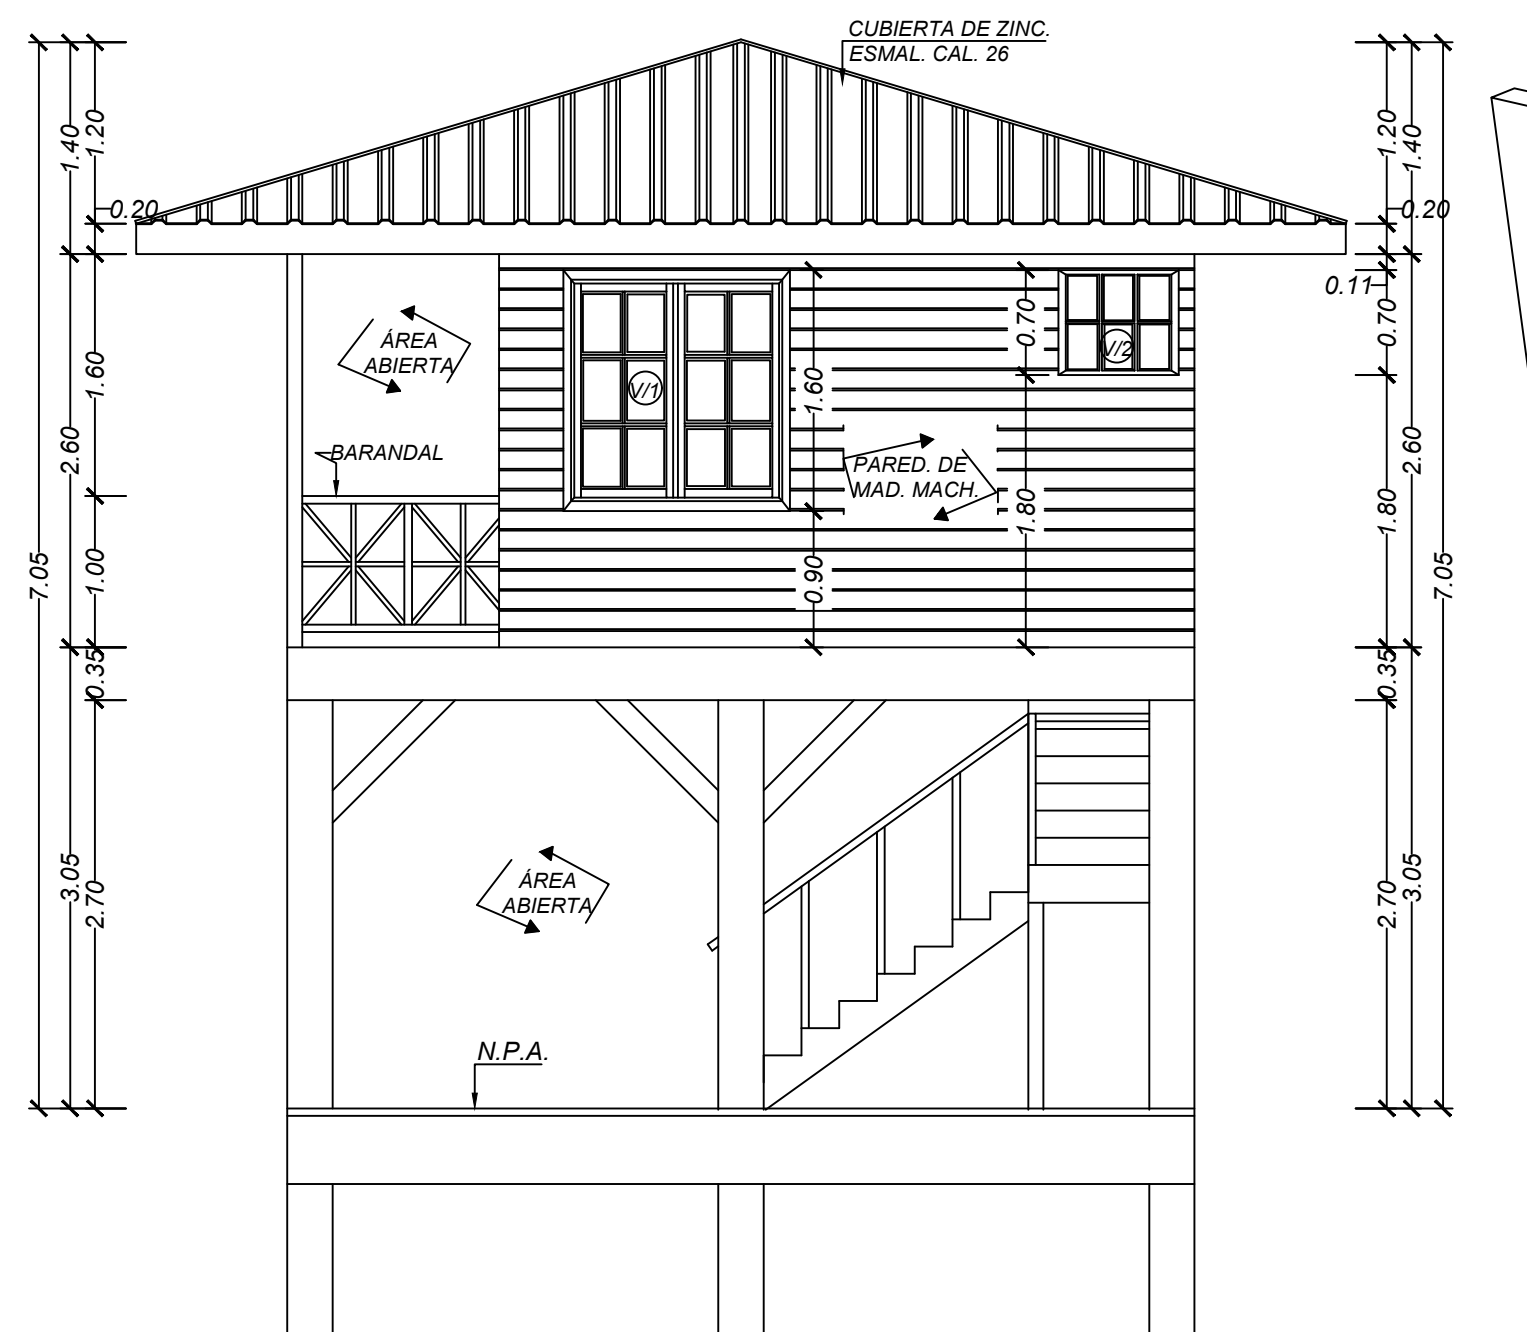 CUBIERTA DE ZINC.
ESMAL. CAL. 26
1.40
1.20
0.20
1.20
1.40
0.20
0.11
ÁREA
ABIERTA
V/1
V/2
0.70
0.70
1.60
1.60
2.60
BARANDAL
PARED. DE
MAD. MACH.
2.60
1.80
1.80
7.05
1.00
0.90
7.05
0.35
0.35
3.05
2.70
ÁREA
ABIERTA
2.70
3.05
N.P.A.